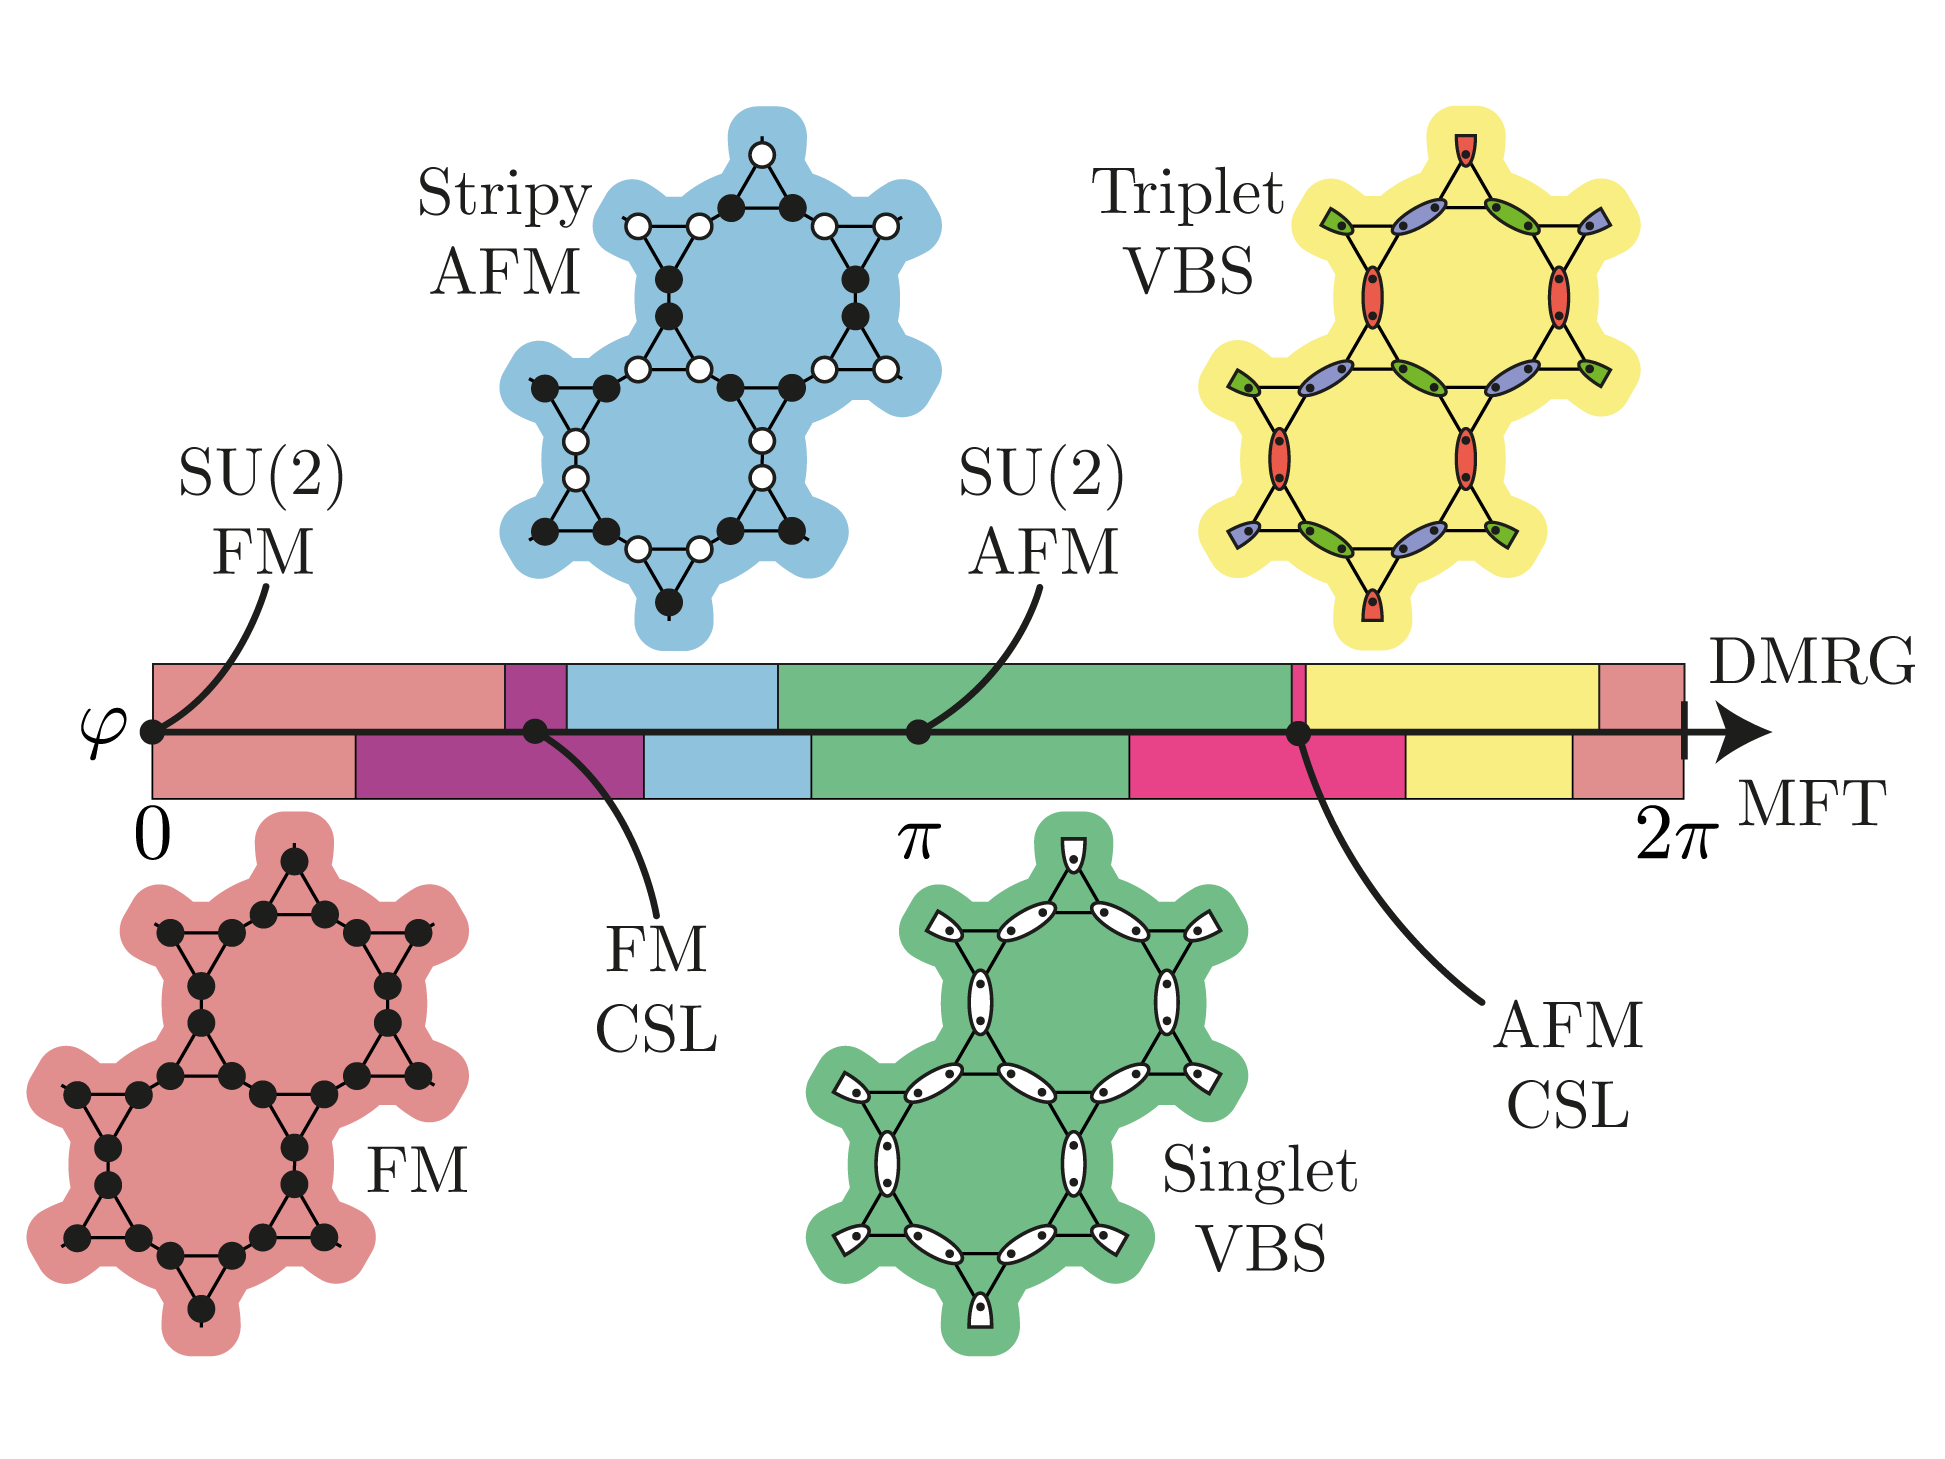 Stripy
AFM
Triplet
VBS
SU(2)
FM
SU(2)
AFM
DMRG
φ
MFT
0
π
2π
FM
CSL
AFM
CSL
FM
Singlet
VBS